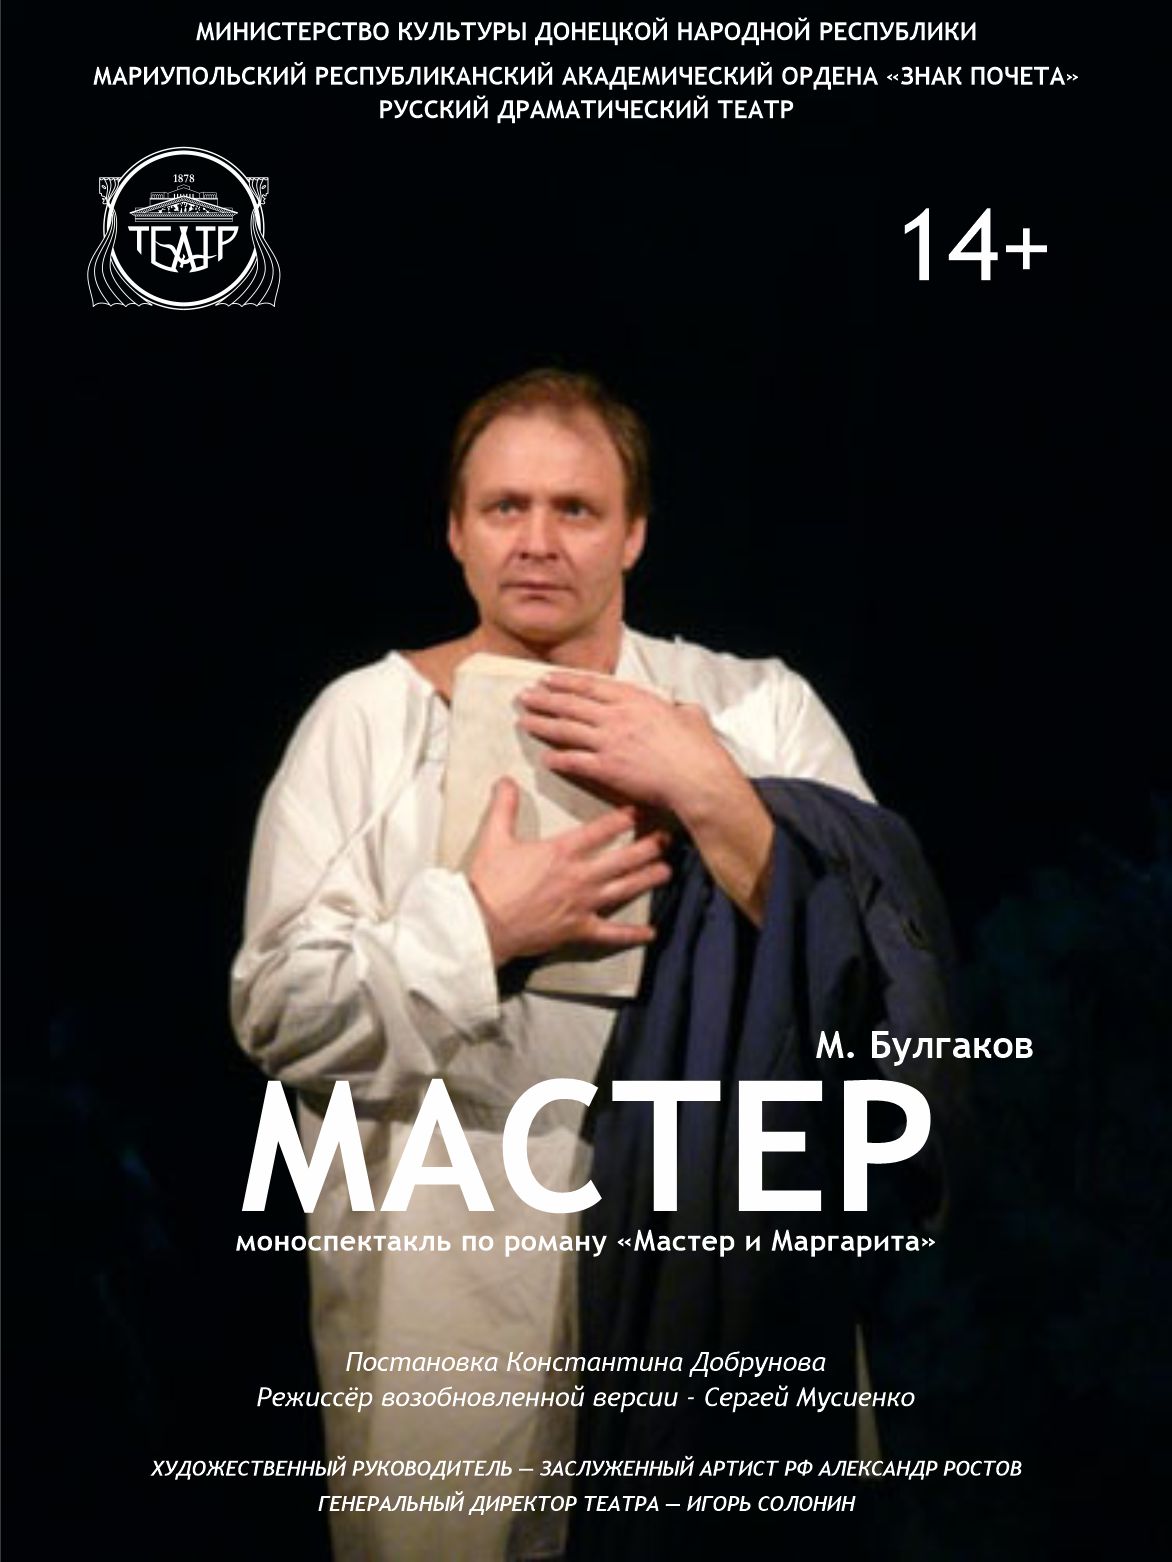 МИНИСТЕРСТВО КУЛЬТУРЫ ДОНЕЦКОЙ НАРОДНОЙ РЕСПУБЛИКИ
МАРИУПОЛЬСКИЙ РЕСПУБЛИКАНСКИЙ АКАДЕМИЧЕСКИЙ ОРДЕНА «ЗНАК ПОЧЕТА»
РУССКИЙ ДРАМАТИЧЕСКИЙ ТЕАТР
1878
ТЕАТР
14+
М. Булгаков
МАСТЕР
моноспектакль по роману «Мастер и Маргарита»
Постановка Константина Добрунова
Режиссёр возобновленной версии - Сергей Мусиенко
ХУДОЖЕСТВЕННЫЙ РУКОВОДИТЕЛЬ — ЗАСЛУЖЕННЫЙ АРТИСТ РФ АЛЕКСАНДР РОСТОВ
ГЕНЕРАЛЬНЫЙ ДИРЕКТОР ТЕАТРА — ИГОРЬ СОЛОНИН